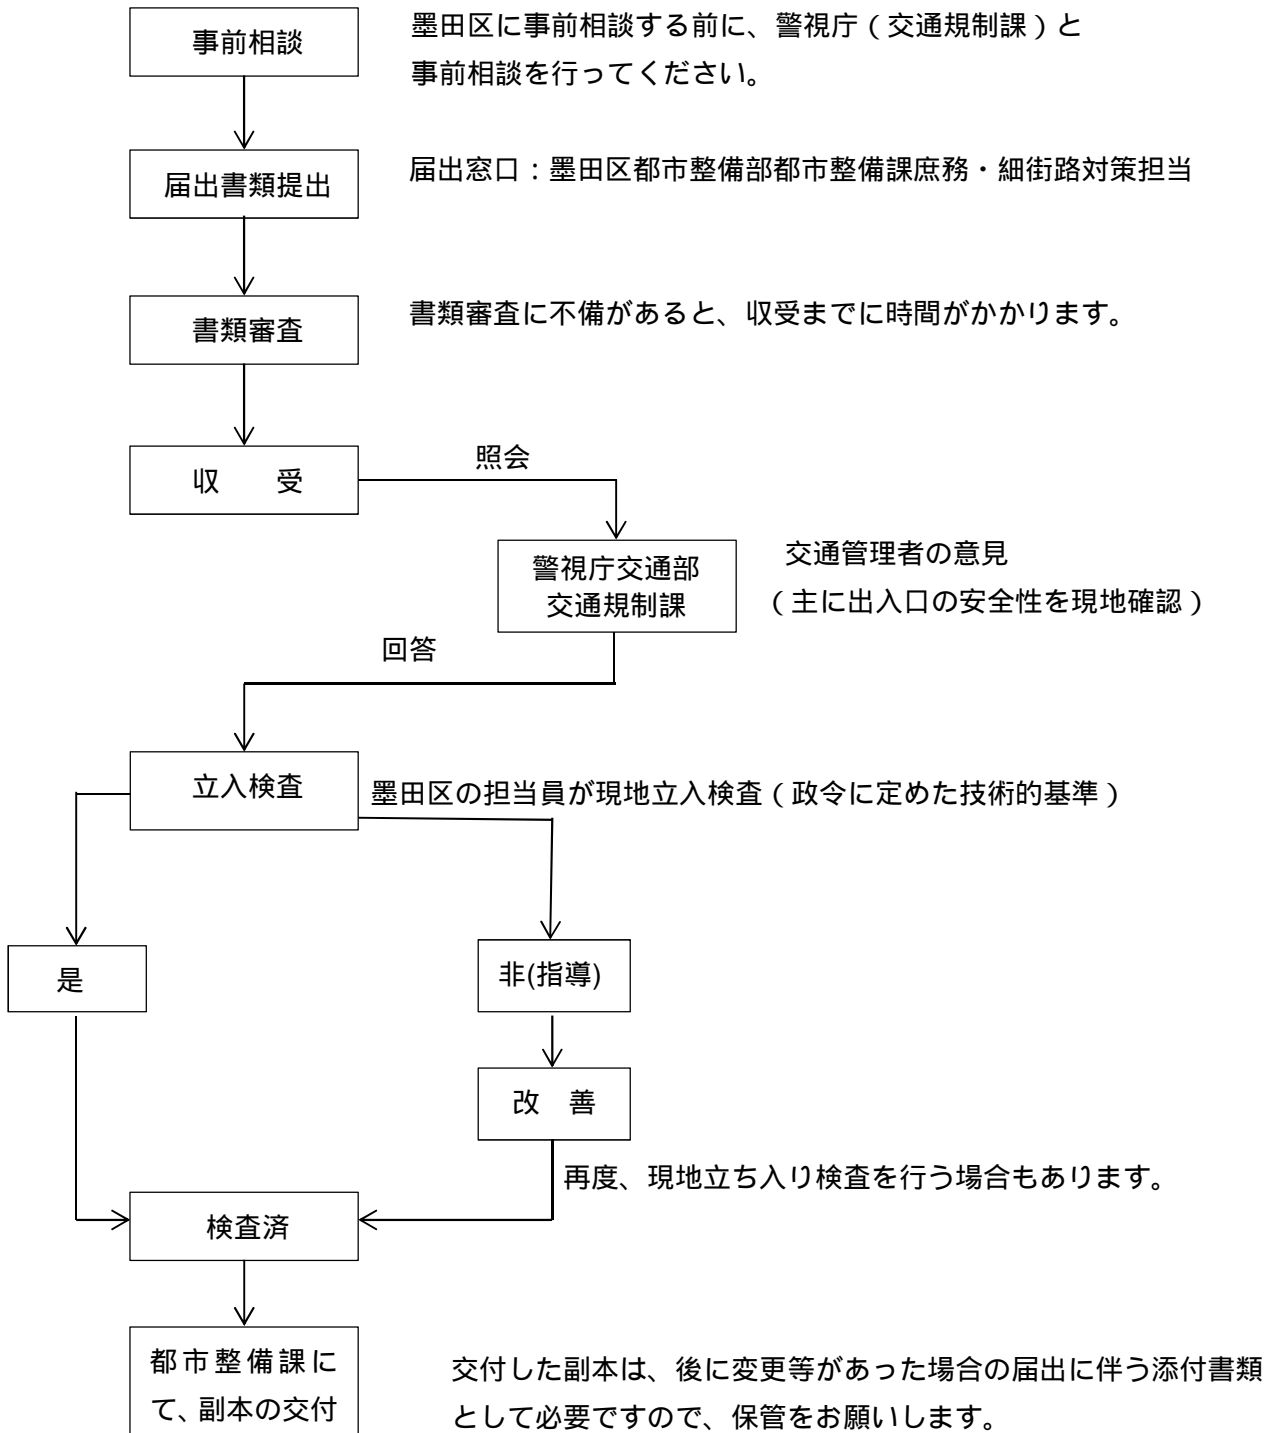 事前相談
墨田区に事前相談する前に、警視庁（交通規制課）と
事前相談を行ってください。
届出書類提出
届出窓口：墨田区都市整備部都市整備課庶務・細街路対策担当
書類審査
書類審査に不備があると、収受までに時間がかかります。
収　　受
照会
警視庁交通部
交通規制課
交通管理者の意見
（主に出入口の安全性を現地確認）
回答
立入検査
墨田区の担当員が現地立入検査（政令に定めた技術的基準）
是
非(指導)
改　善
再度、現地立ち入り検査を行う場合もあります。
検査済
都市整備課に
て、副本の交付
交付した副本は、後に変更等があった場合の届出に伴う添付書類
として必要ですので、保管をお願いします。